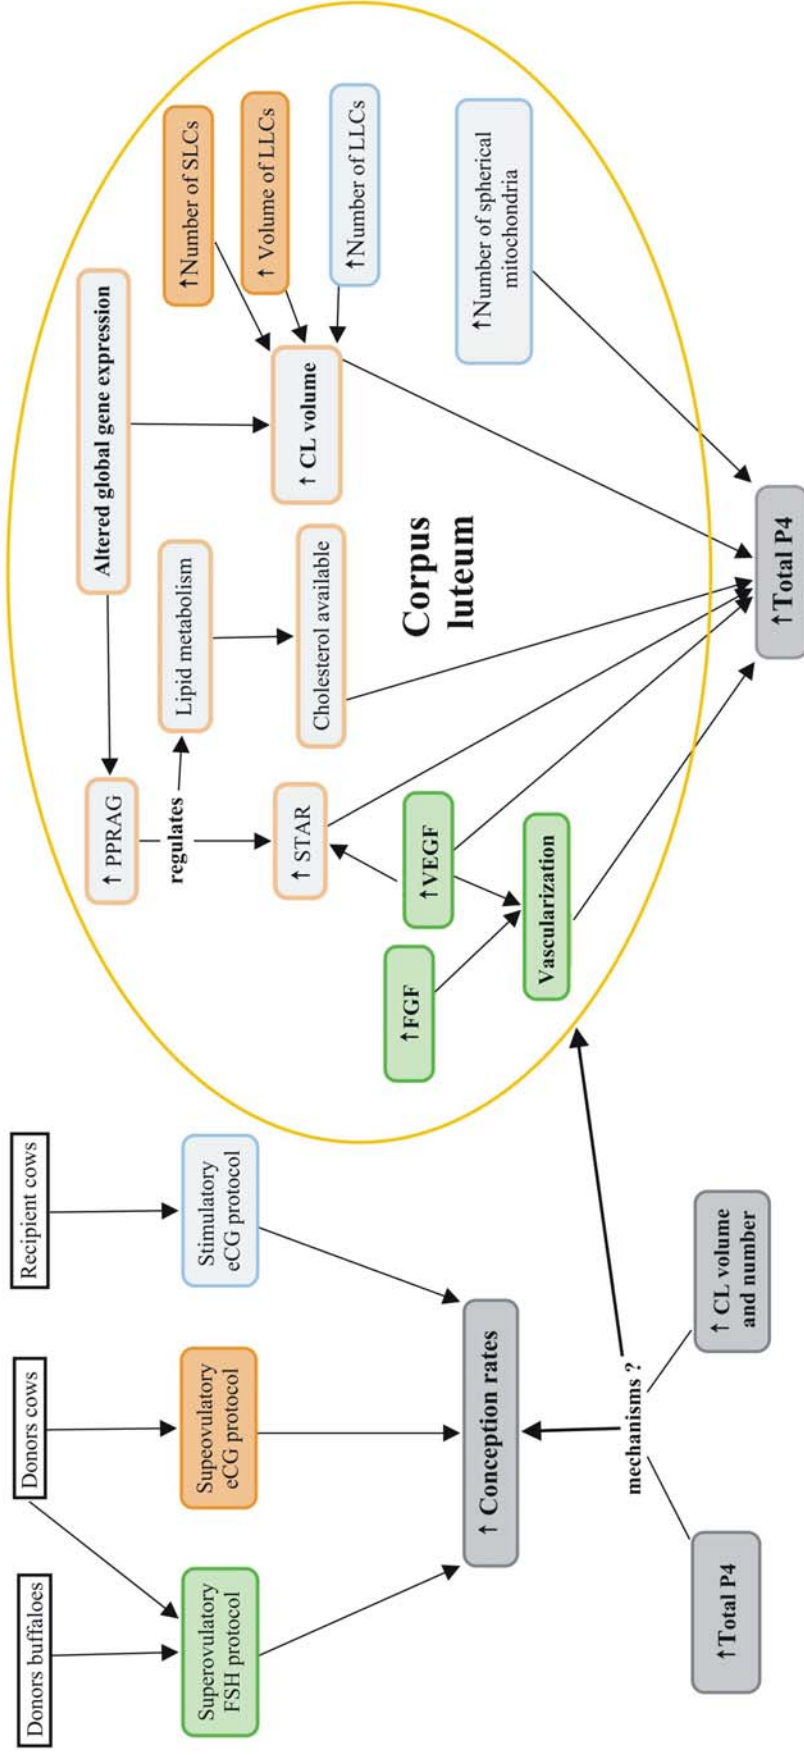 Donors buffaloes
Donors cows
Recipient cows
Superovulatory
FSH protocol
Supeovulatory
eCG protocol
Stimulatory
eCG protocol
↑ Conception rates
mechanisms ?
↑Total P4
↑ CL volume
and number
Altered global gene expression
↑ PPRAG
regulates
Lipid metabolism
↑ STAR
Cholesterol available
↑ CL volume
↑Number of SLCs
↑ Volume of LLCs
↑Number of LLCs
↑FGF
↑VEGF
Vascularization
Corpus
luteum
↑Number of spherical
mitochondria
↑Total P4